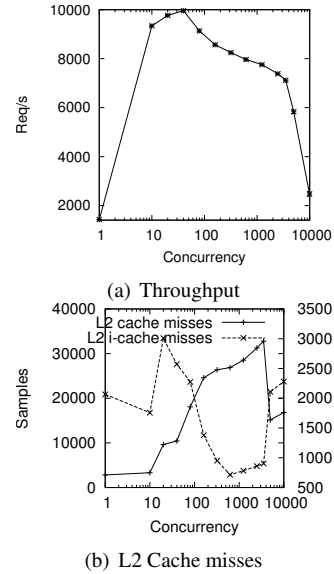 10000
8000
6000
4000
2000
Req/s
1 10 100 1000 10000
Concurrency
(a) Throughput
L2 cache misses
L2 i-cache misses
40000
30000
20000
10000
0
Samples
3500
3000
2500
2000
1500
1000
500
1 10 100 1000 10000
Concurrency
(b) L2 Cache misses